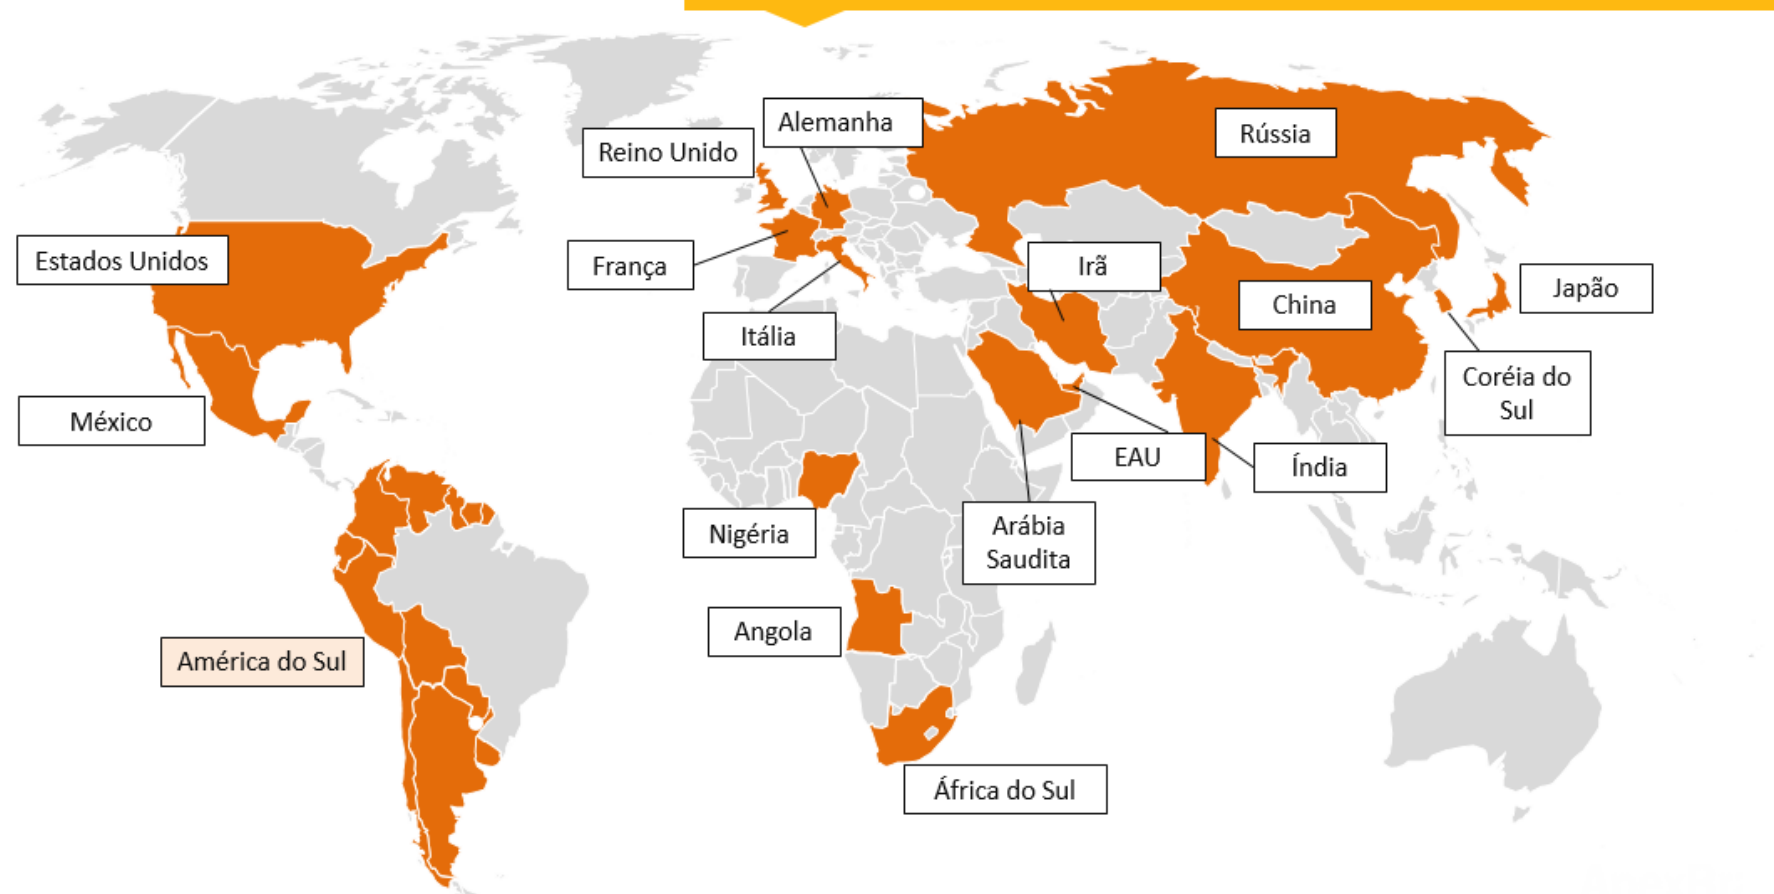 Alemanha
Reino Unido
Rússia
Estados Unidos
França
Irã
China
Japão
Itália
México
Coréia do
Sul
EAU
Índia
Nigéria
Arábia
Saudita
Angola
América do Sul
África do Sul